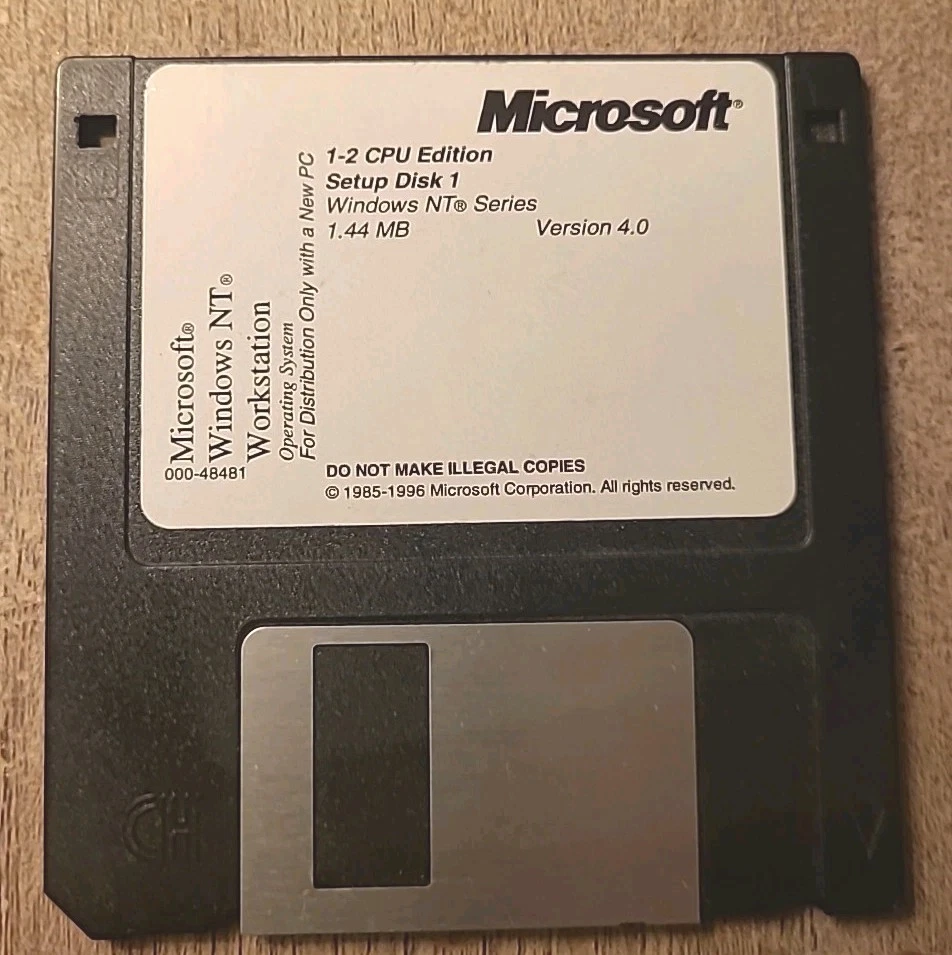 Microsoft®
1-2 CPU Edition
Setup Disk 1
Windows NT® Series
1.44 MB Version 4.0
Microsoft®
Windows NT®
Workstation
Operating System
For Distribution Only with a New PC
000-48481
DO NOT MAKE ILLEGAL COPIES
© 1985-1996 Microsoft Corporation. All rights reserved.